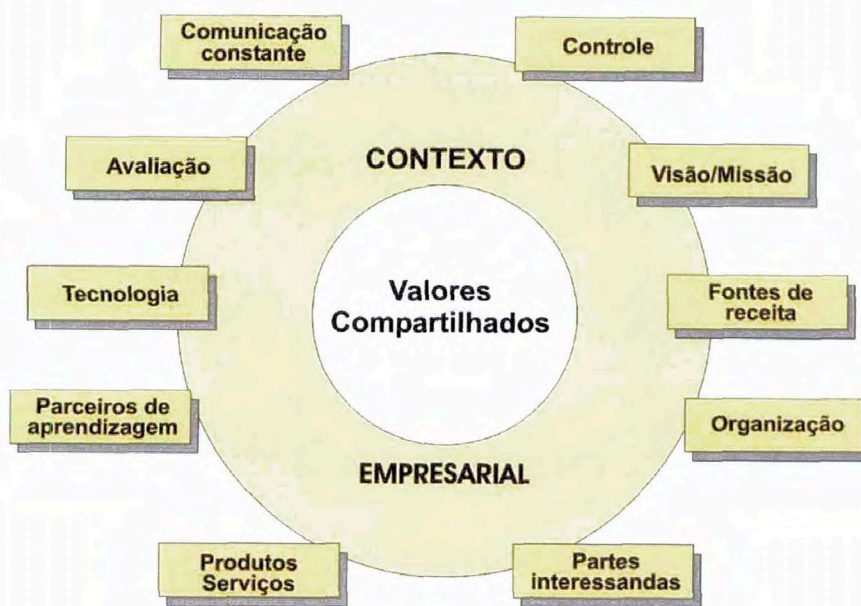 Comunicação
constante
Controle
Avaliação
CONTEXTO
Visão/Missão
Tecnologia
Valores
Compartilhados
Fontes de
receita
Parceiros de
aprendizagem
Organização
EMPRESARIAL
Produtos
Serviços
Partes
interessandas